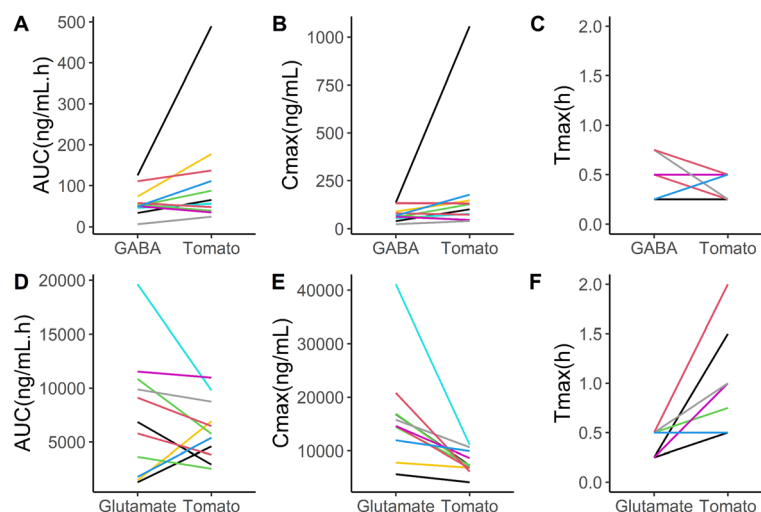 A
AUC(ng/mL.h)
500
400
300
200
100
0
GABA Tomato
B
Cmax(ng/mL)
1000
750
500
250
0
GABA Tomato
C
Tmax(h)
2.0
1.5
1.0
0.5
0.0
GABA Tomato
D
AUC(ng/mL.h)
20000
15000
10000
5000
Glutamate Tomato
E
Cmax(ng/mL)
40000
30000
20000
10000
Glutamate Tomato
F
Tmax(h)
2.0
1.5
1.0
0.5
0.0
Glutamate Tomato